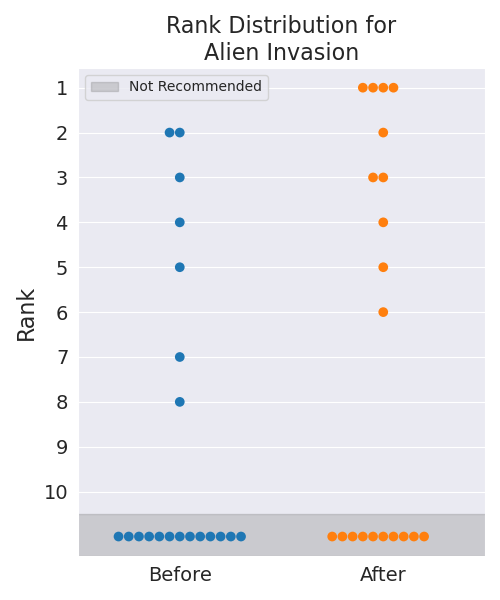 Rank Distribution for
Alien Invasion
Not Recommended
1
2
3
4
5
6
7
8
9
10
Rank
Before
After